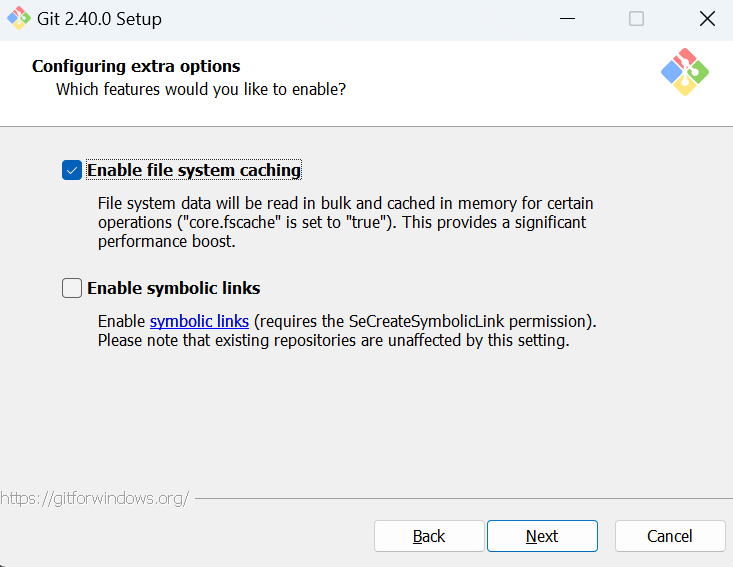 Git 2.40.0 Setup
Configuring extra options
Which features would you like to enable?
Enable file system caching
File system data will be read in bulk and cached in memory for certain
operations ("core.fscache" is set to "true"). This provides a significant
performance boost.
Enable symbolic links
Enable symbolic links (requires the SeCreateSymbolicLink permission).
Please note that existing repositories are unaffected by this setting.
https://gitforwindows.org/
Back Next Cancel